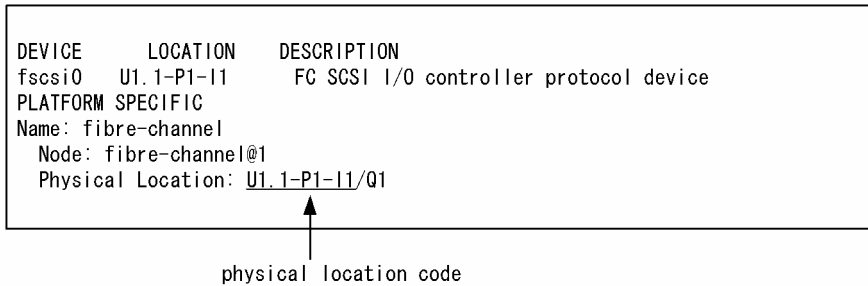 DEVICE LOCATION DESCRIPTION
fscsi0 U1.1-P1-I1 FC SCSI I/O controller protocol device
PLATFORM SPECIFIC
Name: fibre-channel
Node: fibre-channel@1
Physical Location: U1.1-P1-I1/Q1
physical location code